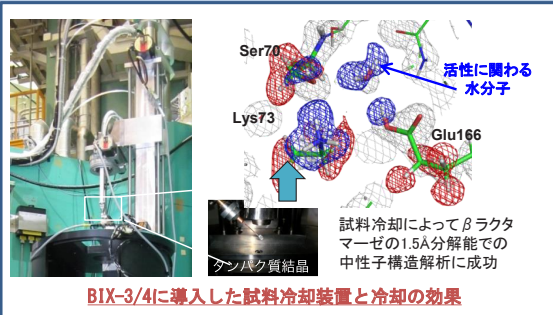 Ser70
活性に関わる
水分子
Lys73
Glu166
タンパク質結晶
試料冷却によってβラクタ
マーゼの1.5Å分解能での
中性子構造解析に成功
BIX-3/4に導入した試料冷却装置と冷却の効果